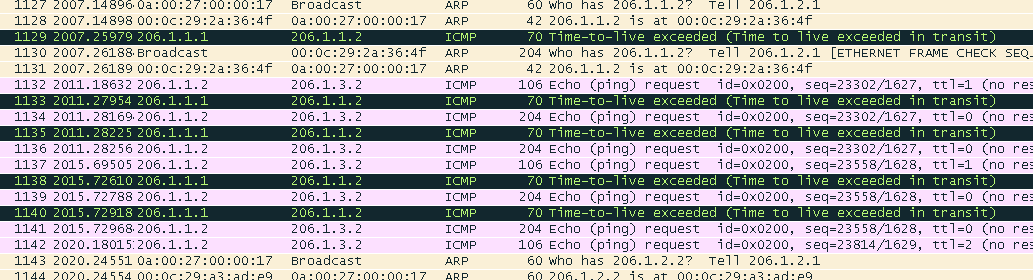 1127 2007.14896 0a:00:27:00:00:17 Broadcast ARP 60 Who has 206.1.1.2? Tell 206.1.2.1
1128 2007.14898 00:0c:29:2a:36:4f 0a:00:27:00:00:17 ARP 42 206.1.1.2 is at 00:0c:29:2a:36:4f
1129 2007.25979 206.1.1.1 206.1.1.2 ICMP 70 Time-to-live exceeded (Time to live exceeded in transit)
1130 2007.26188 Broadcast 00:0c:29:2a:36:4f ARP 204 Who has 206.1.1.2? Tell 206.1.2.1 [ETHERNET FRAME CHECK SEQ
1131 2007.26189 00:0c:29:2a:36:4f 0a:00:27:00:00:17 ARP 42 206.1.1.2 is at 00:0c:29:2a:36:4f
1132 2011.18632 206.1.1.2 206.1.3.2 ICMP 106 Echo (ping) request id=0x0200, seq=23302/1627, ttl=1 (no res
1133 2011.27954 206.1.1.1 206.1.1.2 ICMP 70 Time-to-live exceeded (Time to live exceeded in transit)
1134 2011.28169 206.1.1.2 206.1.3.2 ICMP 204 Echo (ping) request id=0x0200, seq=23302/1627, ttl=0 (no res
1135 2011.28225 206.1.1.1 206.1.1.2 ICMP 70 Time-to-live exceeded (Time to live exceeded in transit)
1136 2011.28256 206.1.1.2 206.1.3.2 ICMP 204 Echo (ping) request id=0x0200, seq=23302/1627, ttl=0 (no res
1137 2015.69505 206.1.1.2 206.1.3.2 ICMP 106 Echo (ping) request id=0x0200, seq=23558/1628, ttl=1 (no res
1138 2015.72610 206.1.1.1 206.1.1.2 ICMP 70 Time-to-live exceeded (Time to live exceeded in transit)
1139 2015.72788 206.1.1.2 206.1.3.2 ICMP 204 Echo (ping) request id=0x0200, seq=23558/1628, ttl=0 (no res
1140 2015.72918 206.1.1.1 206.1.1.2 ICMP 70 Time-to-live exceeded (Time to live exceeded in transit)
1141 2015.72968 206.1.1.2 206.1.3.2 ICMP 204 Echo (ping) request id=0x0200, seq=23558/1628, ttl=0 (no res
1142 2020.18015 206.1.1.2 206.1.3.2 ICMP 106 Echo (ping) request id=0x0200, seq=23814/1629, ttl=2 (no res
1143 2020.24551 0a:00:27:00:00:17 Broadcast ARP 60 Who has 206.1.1.2? Tell 206.1.2.1
1144 2020.24554 00:0c:29:a3:ad:e9 0a:00:27:00:00:17 ARP 60 206.1.1.2 is at 00:0c:29:a3:ad:e9